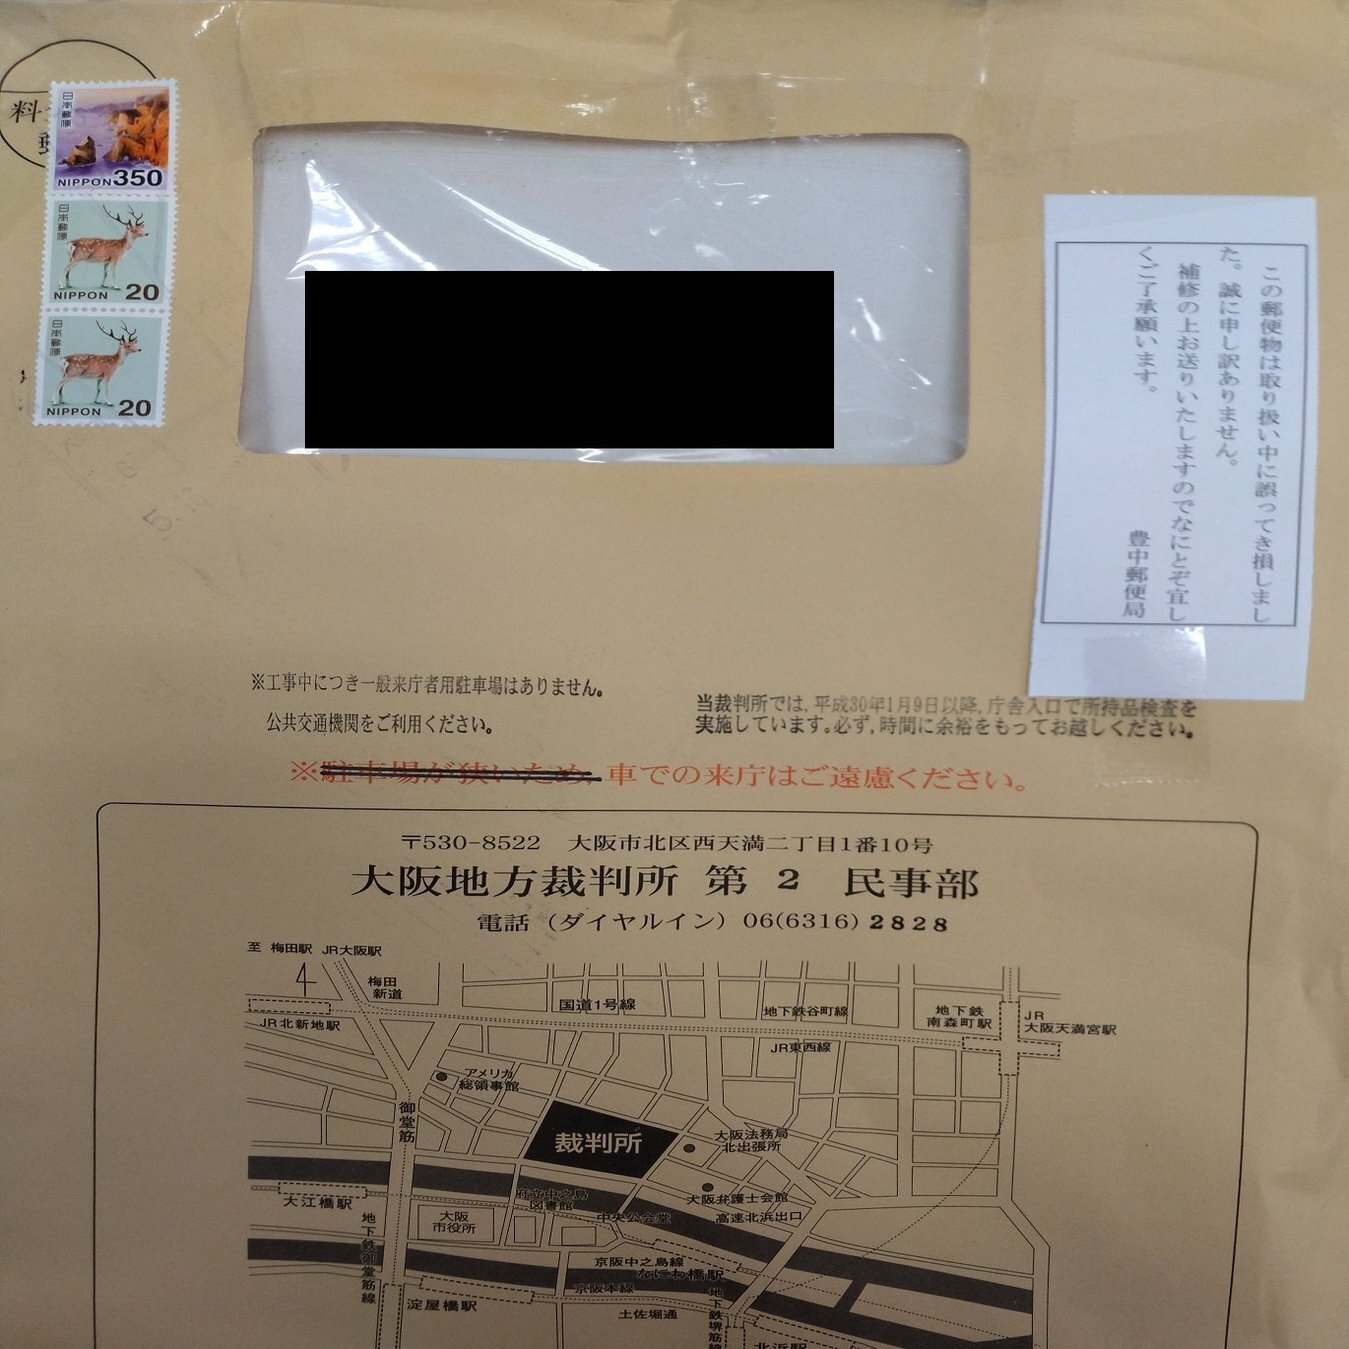 料
郵
日本郵便
NIPPON 350
日本郵便
NIPPON 20
日本郵便
NIPPON 20
この郵便物は取り扱い中に誤ってき損しまし
た。誠に申し訳ありません。
補修の上お送りいたしますのでなにとぞ宜し
くご了承願います。
豊中郵便局
※工事中につき一般来庁者用駐車場はありません。
公共交通機関をご利用ください。
当裁判所では，平成30年1月9日以降，庁舎入口で所持品検査を
実施しています。必ず，時間に余裕をもってお越しください。
※駐車場が狭いため，車での来庁はご遠慮ください。
〒530-8522 大阪市北区西天満二丁目1番10号
大阪地方裁判所 第 2 民事部
電話（ダイヤルイン）06(6316)2828
至 梅田駅 JR大阪駅
4
梅田
新道
国道1号線
地下鉄谷町線
地下鉄
南森町駅
JR
大阪天満宮駅
JR北新地駅
JR東西線
アメリカ
総領事館
御堂筋
裁判所
大阪法務局
北出張所
大阪弁護士会館
大江橋駅
府立中之島
図書館
中央公会堂
高速北浜出口
大阪
市役所
地下鉄御堂筋線
京阪中之島線
なにわ橋駅
京阪本線
淀屋橋駅
土佐堀通
地下鉄堺筋線
北浜駅